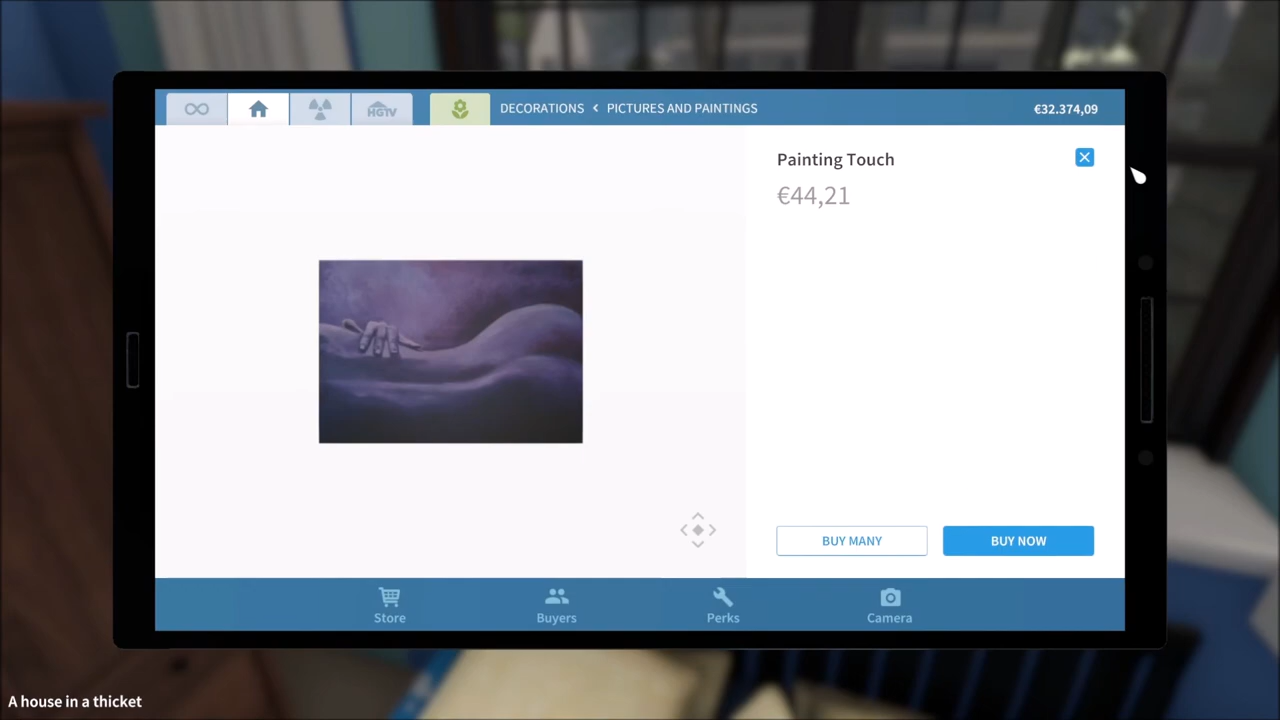 HGTV
DECORATIONS < PICTURES AND PAINTINGS
€32.374,09
Painting Touch
€44,21
BUY MANY
BUY NOW
Store
Buyers
Perks
Camera
A house in a thicket